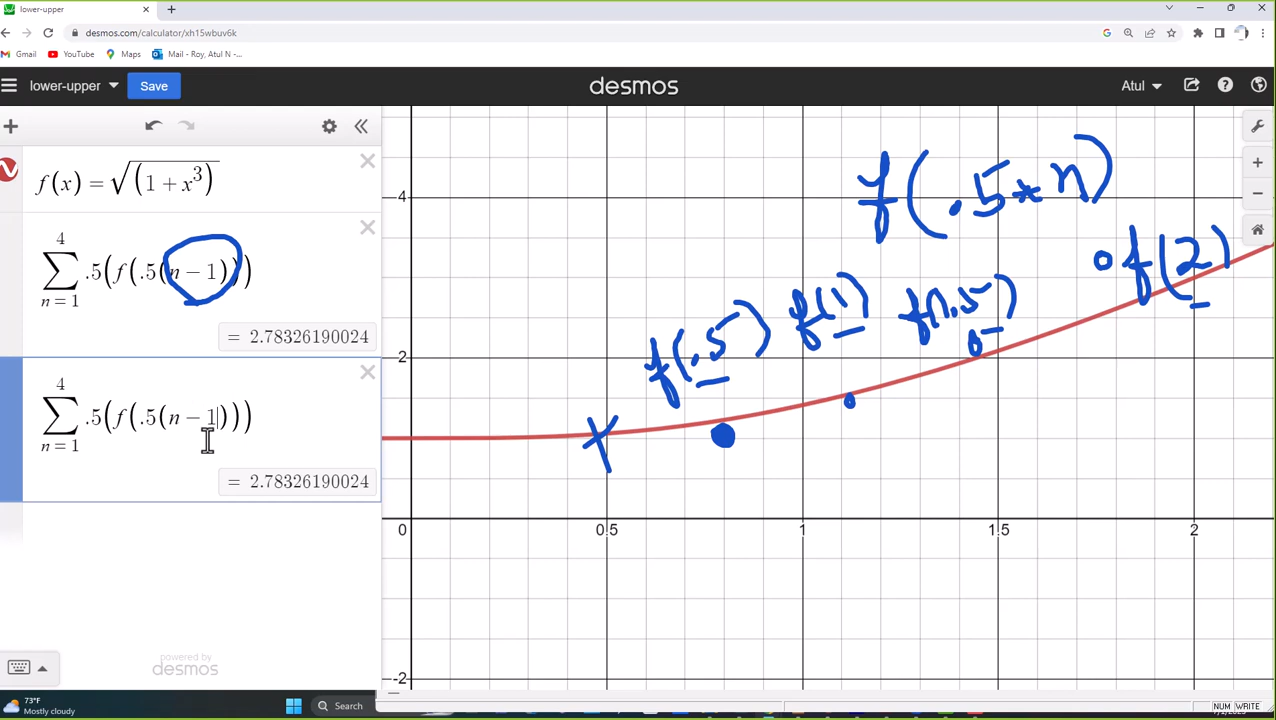 lower-upper
desmos.com/calculator/xh15wbuv6k
Gmail YouTube Maps Mail - Roy, Atul N -...
lower-upper Save desmos Atul
f(x) = √((1 + x³))
4
∑ .5(f(.5(n − 1)))
n = 1
= 2.78326190024
4
∑ .5(f(.5(n − 1)))
n = 1
= 2.78326190024
f(.5*n)
f(.5) f(1) f(1.5) f(2)
4
2
0 0.5 1 1.5 2
-2
powered by
desmos
73°F
Mostly cloudy
Search
NUM WRITE